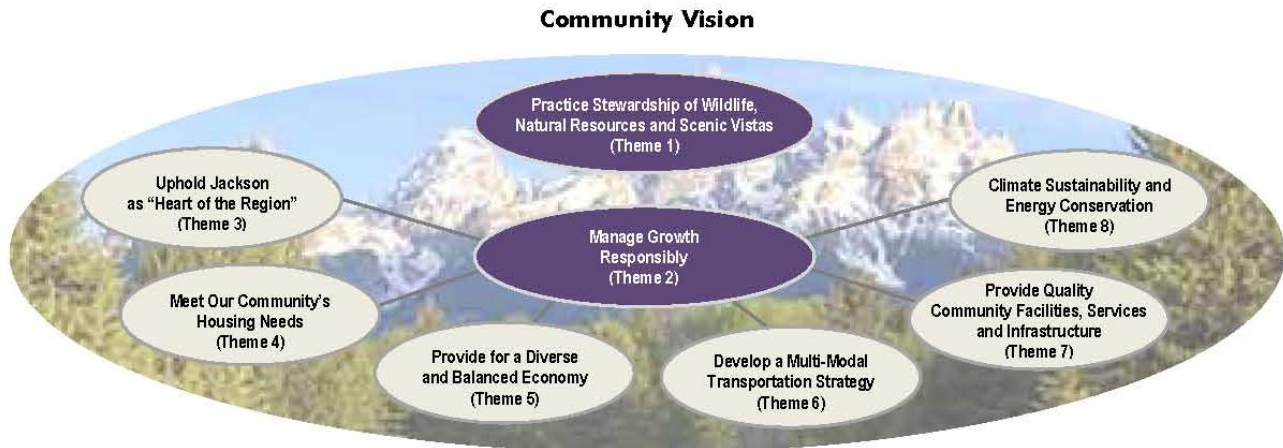 Community Vision
Practice Stewardship of Wildlife,
Natural Resources and Scenic Vistas
(Theme 1)
Uphold Jackson
as “Heart of the Region”
(Theme 3)
Climate Sustainability and
Energy Conservation
(Theme 8)
Manage Growth
Responsibly
(Theme 2)
Meet Our Community’s
Housing Needs
(Theme 4)
Provide Quality
Community Facilities, Services
and Infrastructure
(Theme 7)
Provide for a Diverse
and Balanced Economy
(Theme 5)
Develop a Multi-Modal
Transportation Strategy
(Theme 6)